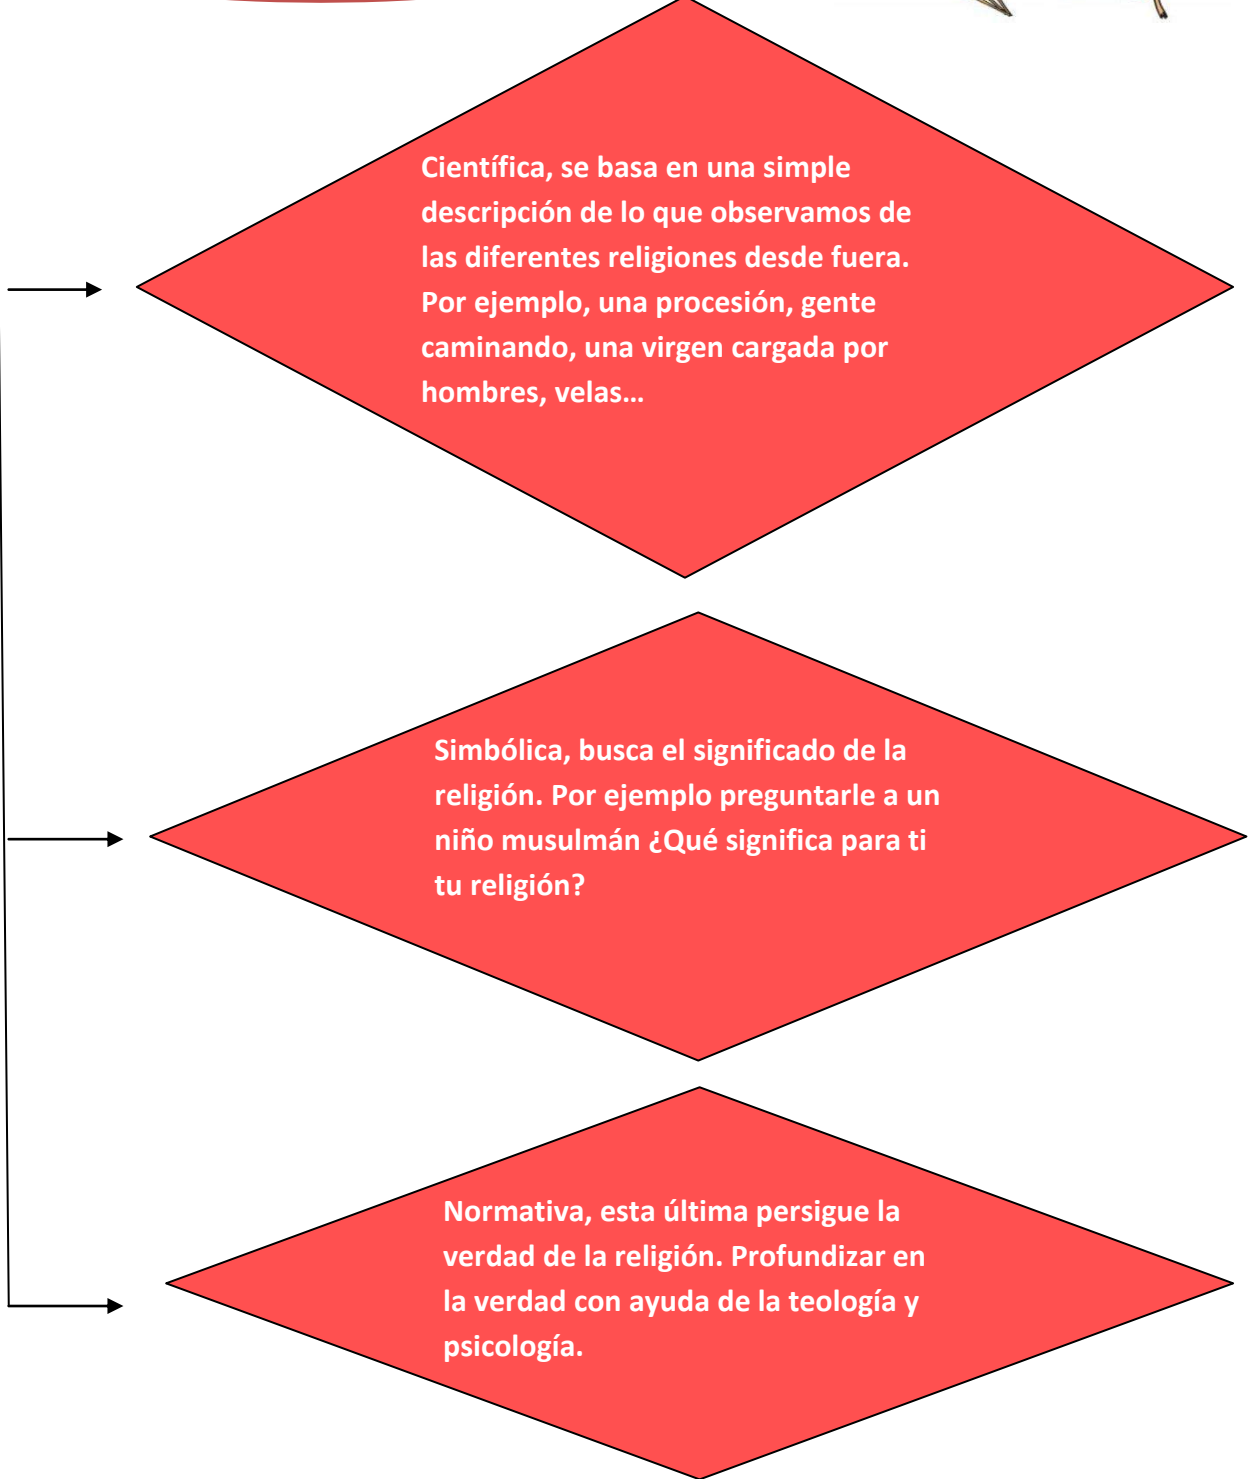 Científica, se basa en una simple
descripción de lo que observamos de
las diferentes religiones desde fuera.
Por ejemplo, una procesión, gente
caminando, una virgen cargada por
hombres, velas…
Simbólica, busca el significado de la
religión. Por ejemplo preguntarle a un
niño musulmán ¿Qué significa para ti
tu religión?
Normativa, esta última persigue la
verdad de la religión. Profundizar en
la verdad con ayuda de la teología y
psicología.